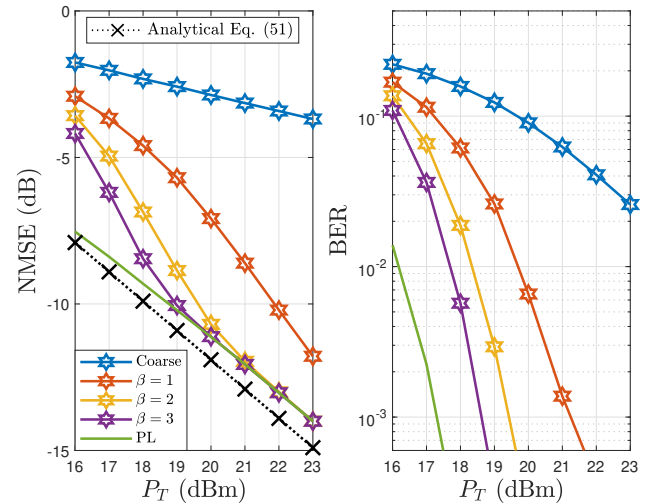 0
-5
-10
-15
NMSE (dB)
Analytical Eq. (51)
Coarse
β = 1
β = 2
β = 3
PL
16 17 18 19 20 21 22 23
P_T (dBm)
10^-1
10^-2
10^-3
BER
16 17 18 19 20 21 22 23
P_T (dBm)